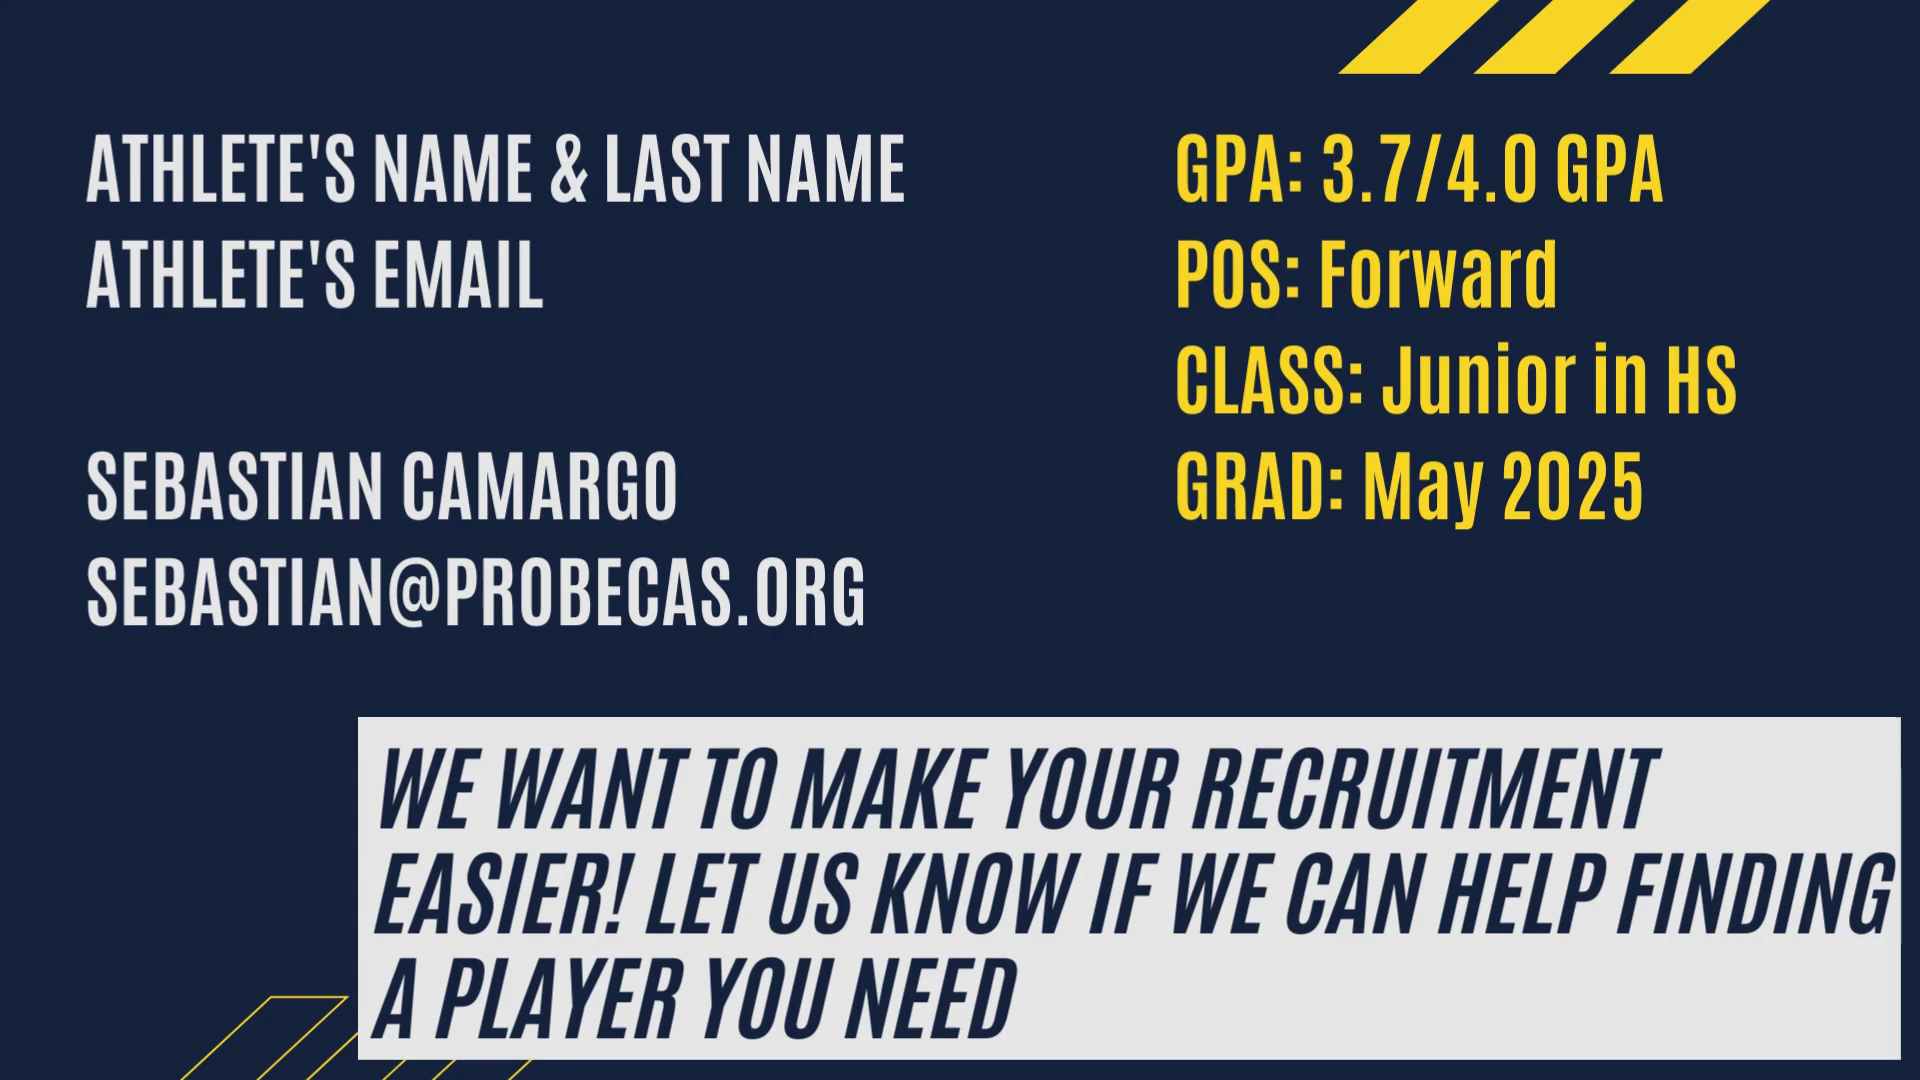 ATHLETE'S NAME & LAST NAME
ATHLETE'S EMAIL
SEBASTIAN CAMARGO
SEBASTIAN@PROBECAS.ORG
GPA: 3.7/4.0 GPA
POS: Forward
CLASS: Junior in HS
GRAD: May 2025
WE WANT TO MAKE YOUR RECRUITMENT
EASIER! LET US KNOW IF WE CAN HELP FINDING
A PLAYER YOU NEED